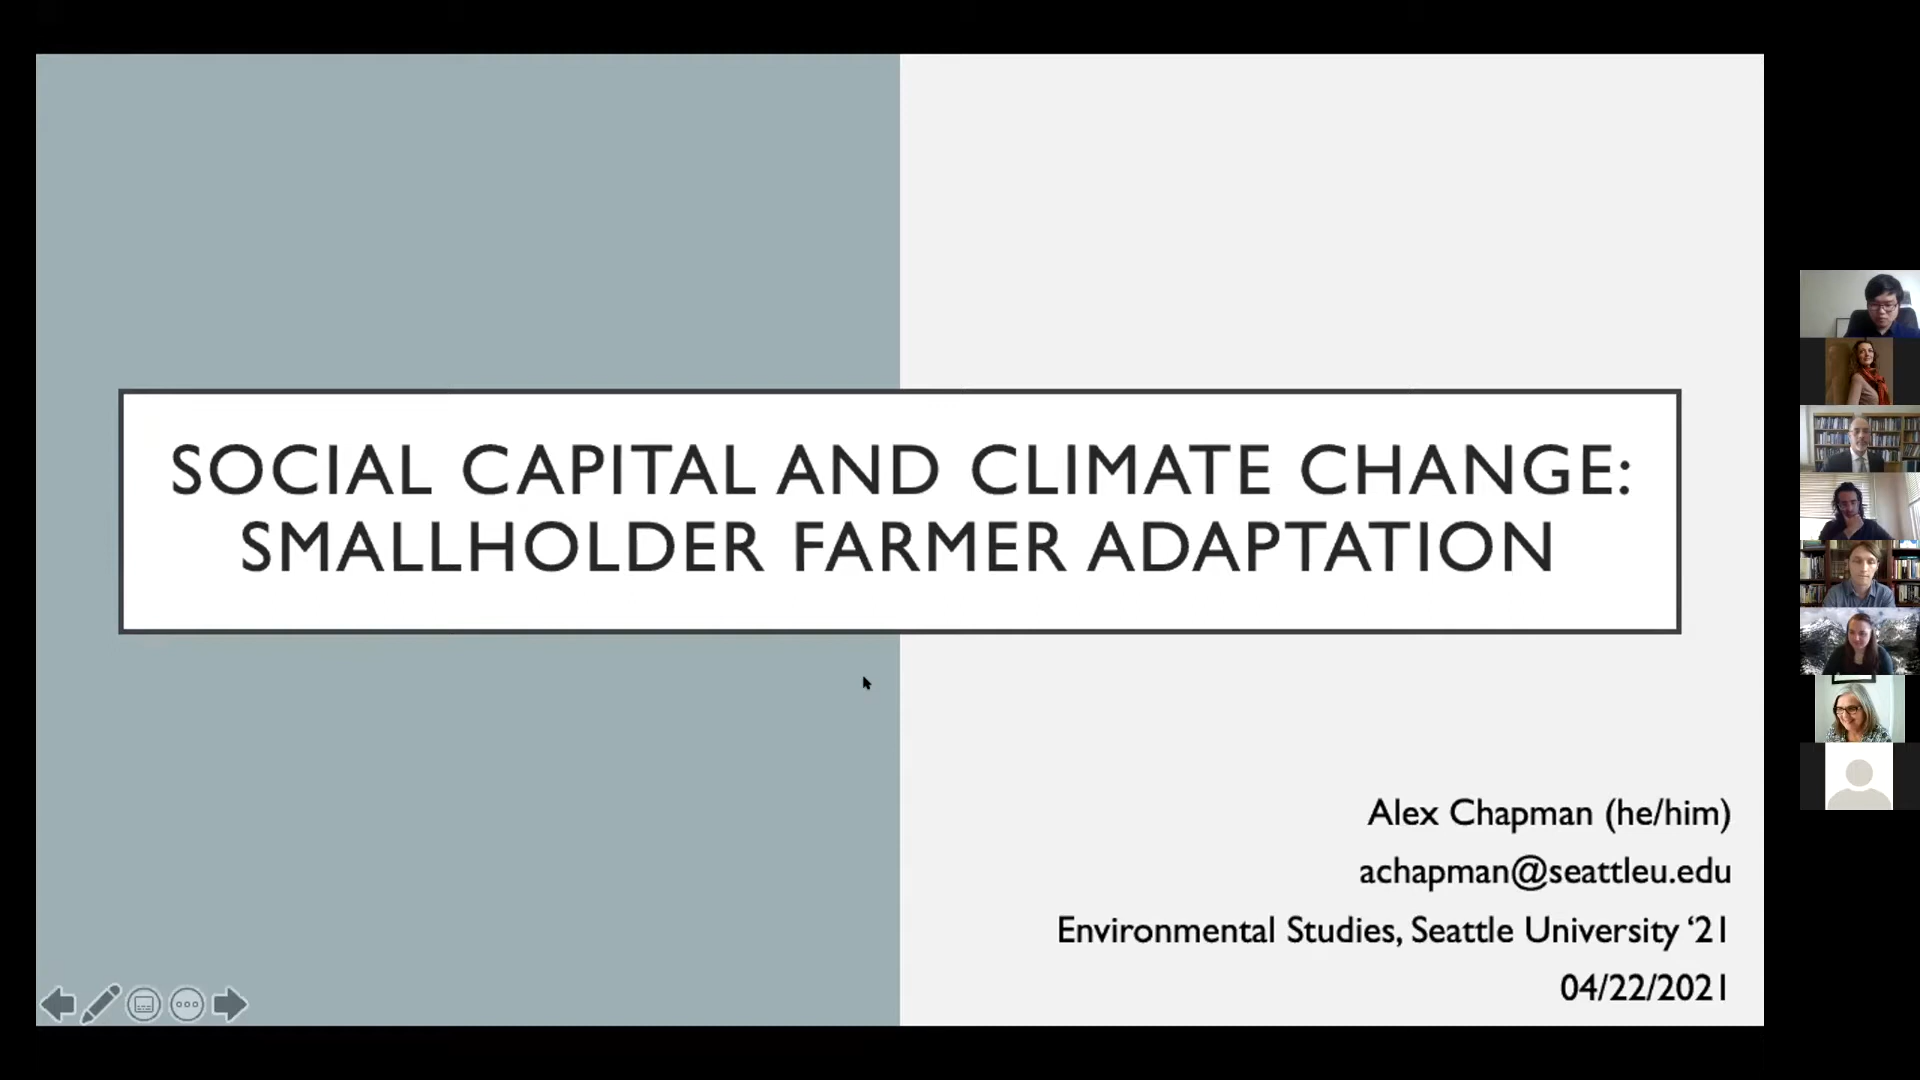 SOCIAL CAPITAL AND CLIMATE CHANGE:
SMALLHOLDER FARMER ADAPTATION
Alex Chapman (he/him)
achapman@seattleu.edu
Environmental Studies, Seattle University ‘21
04/22/2021